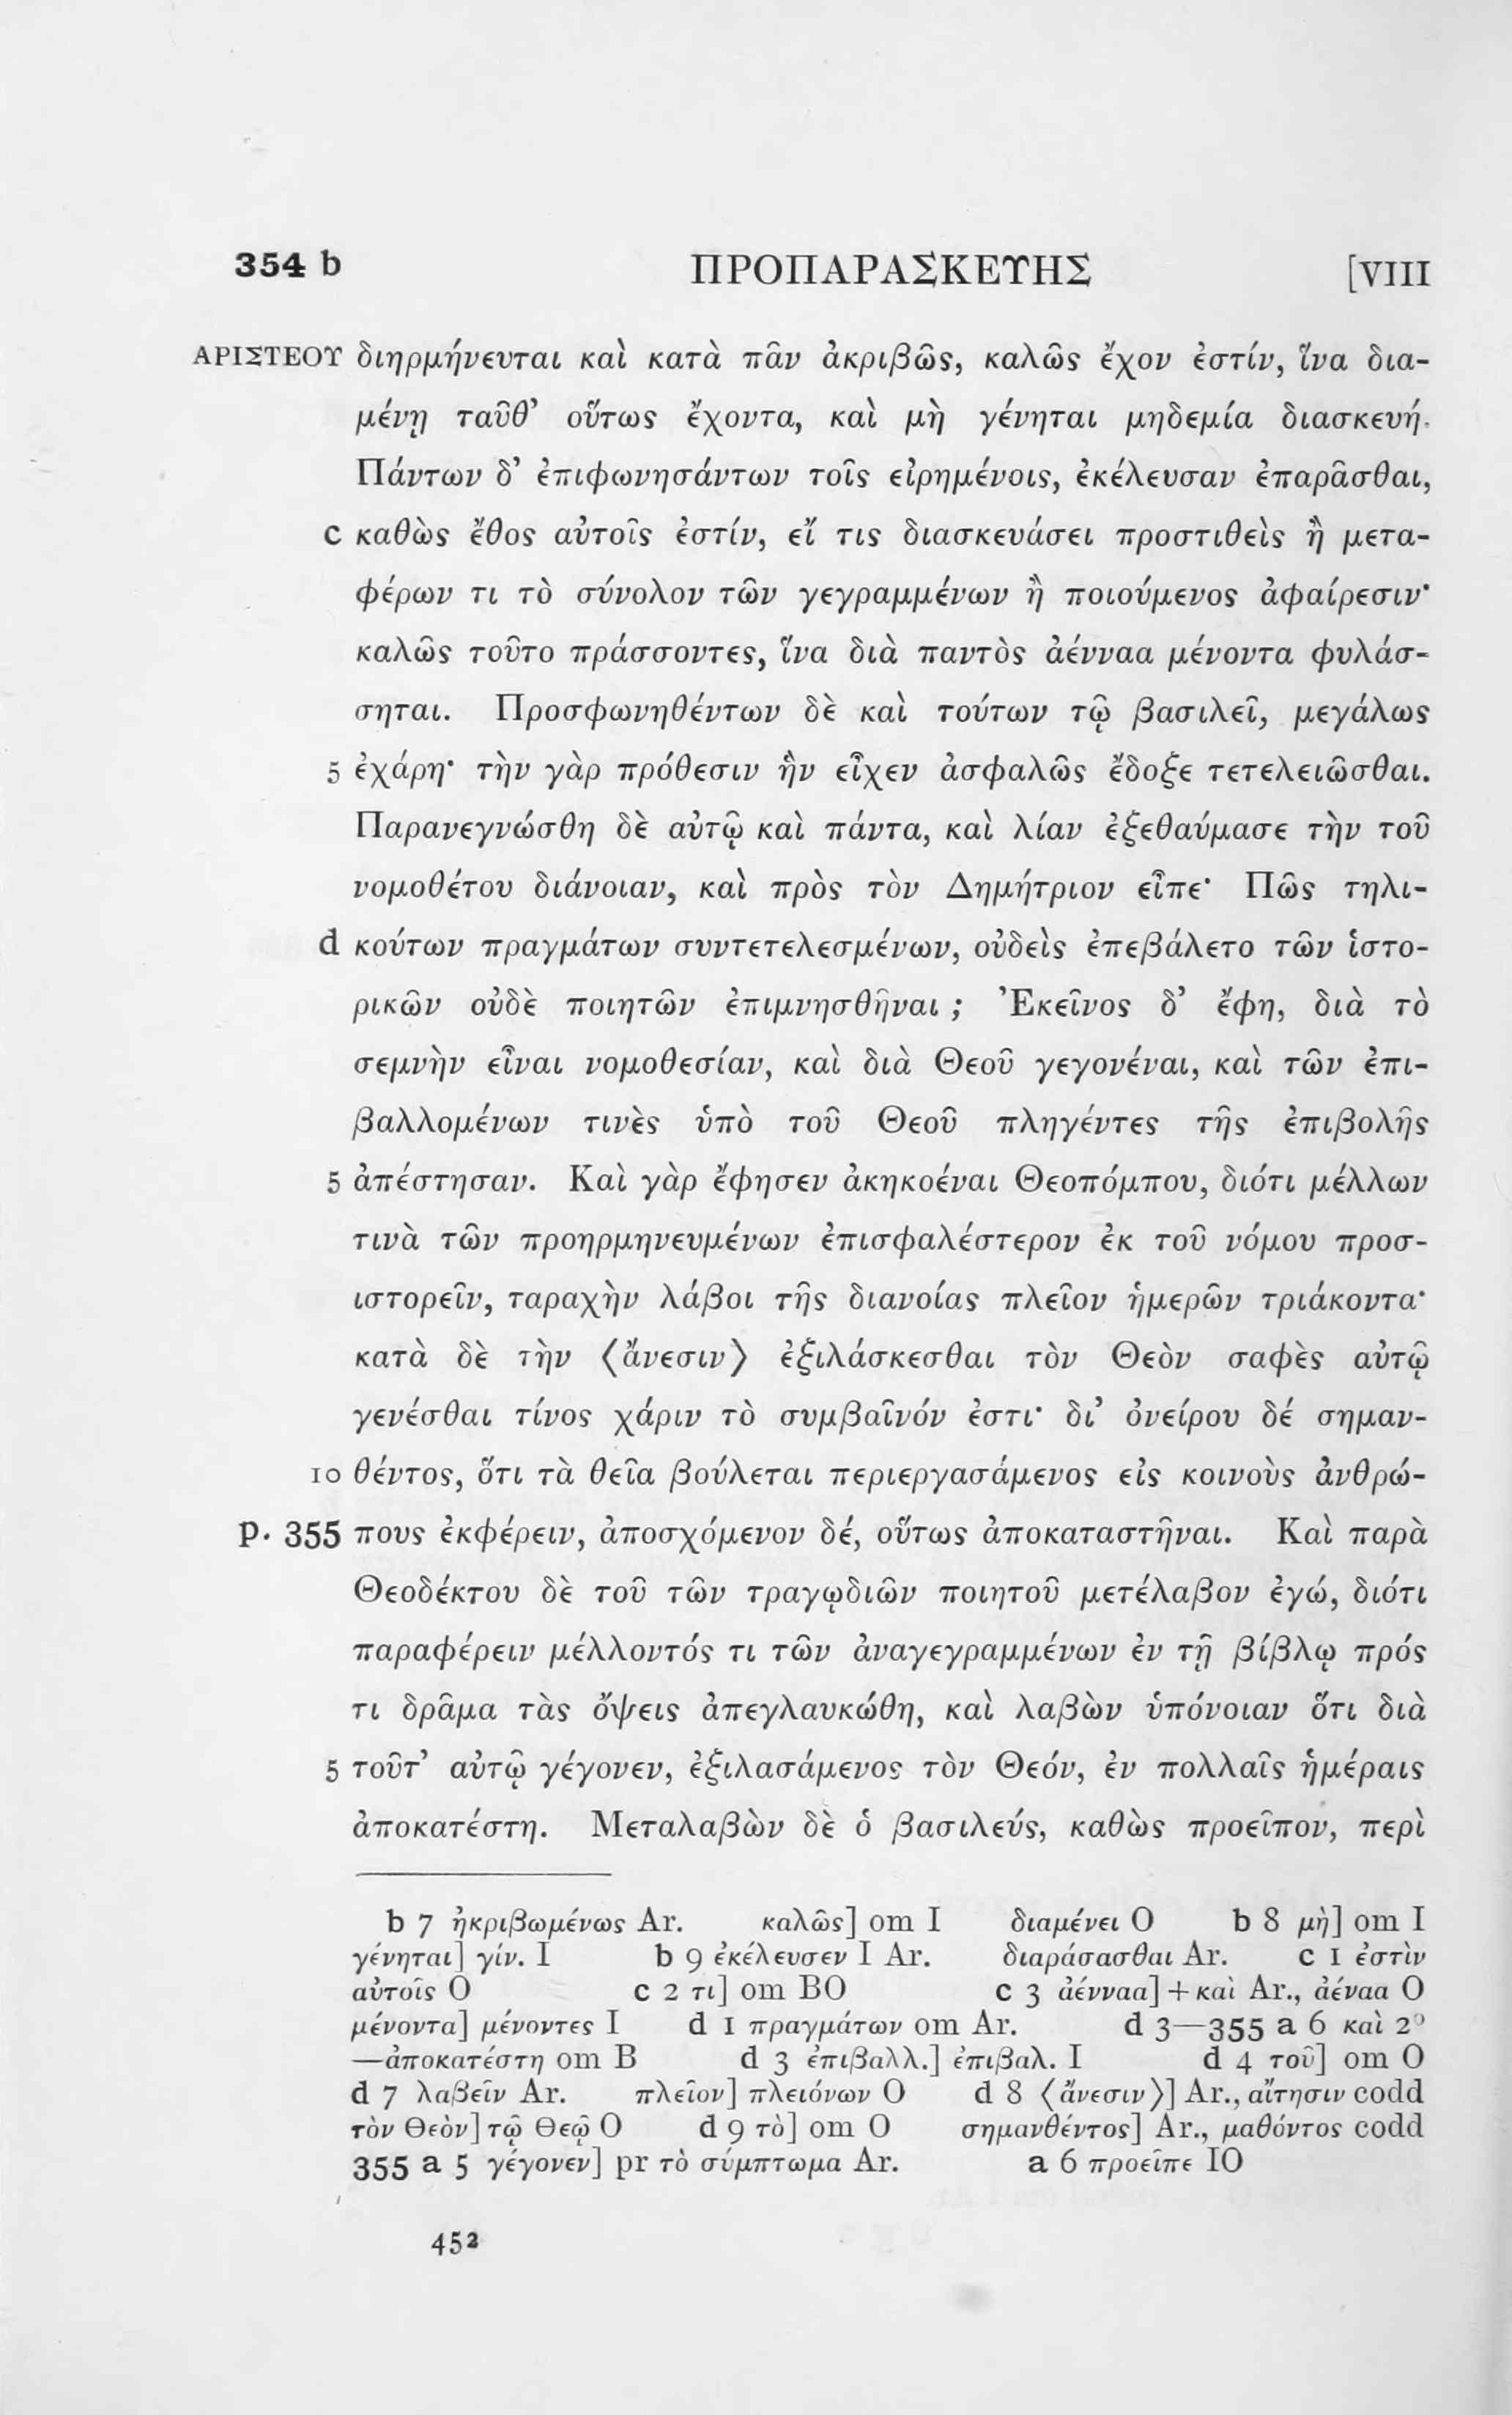 354 b ΠΡΟΠΑΡΑΣΚΕΥΗΣ [VIII
ΑΡΙΣΤΕΟΥ διηρμήνευται καὶ κατὰ πᾶν ἀκριβῶς, καλῶς ἔχον ἐστίν, ἵνα δια-
μένῃ ταῦθ’ οὕτως ἔχοντα, καὶ μὴ γένηται μηδεμία διασκευή.
Πάντων δ’ ἐπιφωνησάντων τοῖς εἰρημένοις, ἐκέλευσαν ἐπαρᾶσθαι,
c καθὼς ἔθος αὐτοῖς ἐστίν, εἴ τις διασκευάσει προστιθεὶς ἢ μετα-
φέρων τι τὸ σύνολον τῶν γεγραμμένων ἢ ποιούμενος ἀφαίρεσιν·
καλῶς τοῦτο πράσσοντες, ἵνα διὰ παντὸς ἀένναα μένοντα φυλάσ-
σηται. Προσφωνηθέντων δὲ καὶ τούτων τῷ βασιλεῖ, μεγάλως
5 ἐχάρη· τὴν γὰρ πρόθεσιν ἣν εἶχεν ἀσφαλῶς ἔδοξε τετελειῶσθαι.
Παρανεγνώσθη δὲ αὐτῷ καὶ πάντα, καὶ λίαν ἐξεθαύμασε τὴν τοῦ
νομοθέτου διάνοιαν, καὶ πρὸς τὸν Δημήτριον εἶπε· Πῶς τηλι-
d κούτων πραγμάτων συντετελεσμένων, οὐδεὶς ἐπεβάλετο τῶν ἱστο-
ρικῶν οὐδὲ ποιητῶν ἐπιμνησθῆναι ; Ἐκεῖνος δ’ ἔφη, διὰ τὸ
σεμνὴν εἶναι νομοθεσίαν, καὶ διὰ Θεοῦ γεγονέναι, καὶ τῶν ἐπι-
βαλλομένων τινὲς ὑπὸ τοῦ Θεοῦ πληγέντες τῆς ἐπιβολῆς
5 ἀπέστησαν. Καὶ γὰρ ἔφησεν ἀκηκοέναι Θεοπόμπου, διότι μέλλων
τινὰ τῶν προηρμηνευμένων ἐπισφαλέστερον ἐκ τοῦ νόμου προσ-
ιστορεῖν, ταραχὴν λάβοι τῆς διανοίας πλεῖον ἡμερῶν τριάκοντα·
κατὰ δὲ τὴν ⟨ἄνεσιν⟩ ἐξιλάσκεσθαι τὸν Θεὸν σαφὲς αὐτῷ
γενέσθαι τίνος χάριν τὸ συμβαῖνόν ἐστι· δι’ ὀνείρου δέ σημαν-
10 θέντος, ὅτι τὰ θεῖα βούλεται περιεργασάμενος εἰς κοινοὺς ἀνθρώ-
p. 355 πους ἐκφέρειν, ἀποσχόμενον δέ, οὕτως ἀποκαταστῆναι. Καὶ παρὰ
Θεοδέκτου δὲ τοῦ τῶν τραγῳδιῶν ποιητοῦ μετέλαβον ἐγώ, διότι
παραφέρειν μέλλοντός τι τῶν ἀναγεγραμμένων ἐν τῇ βίβλῳ πρός
τι δρᾶμα τὰς ὄψεις ἀπεγλαυκώθη, καὶ λαβὼν ὑπόνοιαν ὅτι διὰ
5 τοῦτ’ αὐτῷ γέγονεν, ἐξιλασάμενος τὸν Θεόν, ἐν πολλαῖς ἡμέραις
ἀποκατέστη. Μεταλαβὼν δὲ ὁ βασιλεύς, καθὼς προεῖπον, περὶ
b 7 ἠκριβωμένως Ar. καλῶς] om I διαμένει O b 8 μὴ] om I
γένηται] γίν. I b 9 ἐκέλευσεν I Ar. διαράσασθαι Ar. c 1 ἐστὶν
αὐτοῖς O c 2 τι] om BO c 3 ἀένναα] + καὶ Ar., ἀέναα O
μένοντα] μένοντες I d 1 πραγμάτων om Ar. d 3—355 a 6 καὶ 2º
—ἀποκατέστη om B d 3 ἐπιβαλλ.] ἐπιβαλ. I d 4 τοῦ] om O
d 7 λαβεῖν Ar. πλεῖον] πλειόνων O d 8 ⟨ἄνεσιν⟩] Ar., αἴτησιν codd
τὸν Θεὸν] τῷ Θεῷ O d 9 τὸ] om O σημανθέντος] Ar., μαθόντος codd
355 a 5 γέγονεν] pr τὸ σύμπτωμα Ar. a 6 προεῖπε IO
452